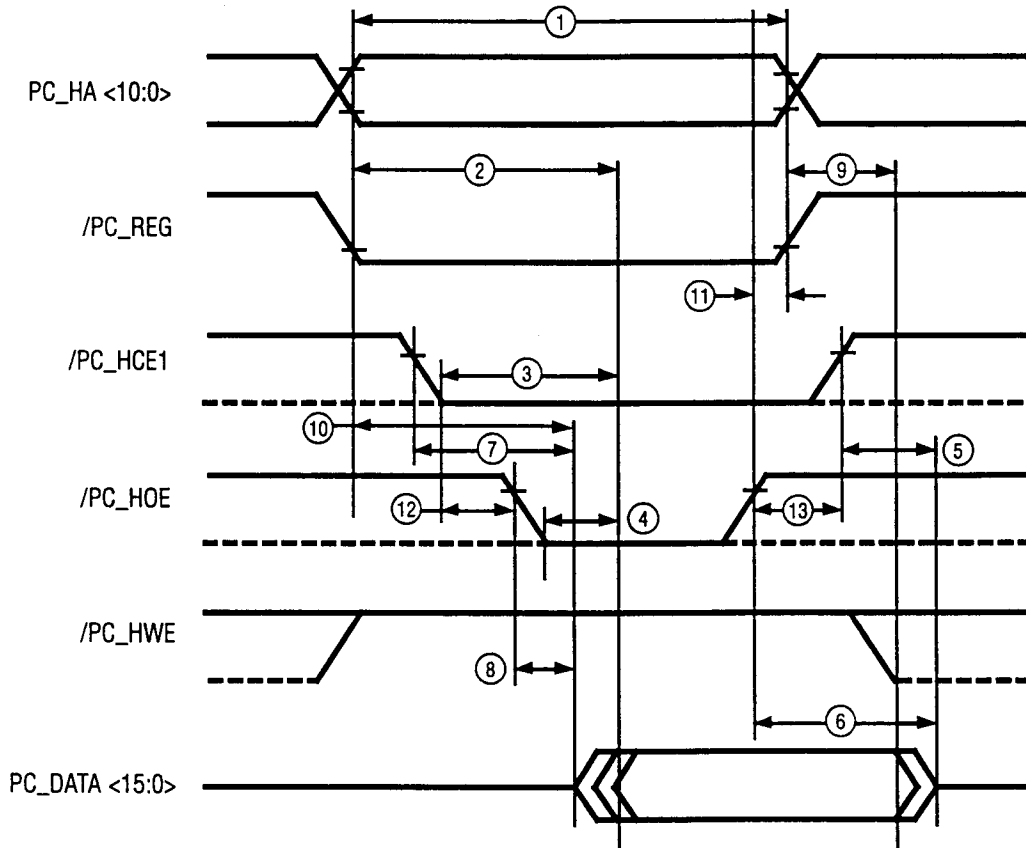 1
PC_HA <10:0>
2
9
/PC_REG
11
/PC_HCE1
3
10
7
5
/PC_HOE
12
4
13
/PC_HWE
8
6
PC_DATA <15:0>